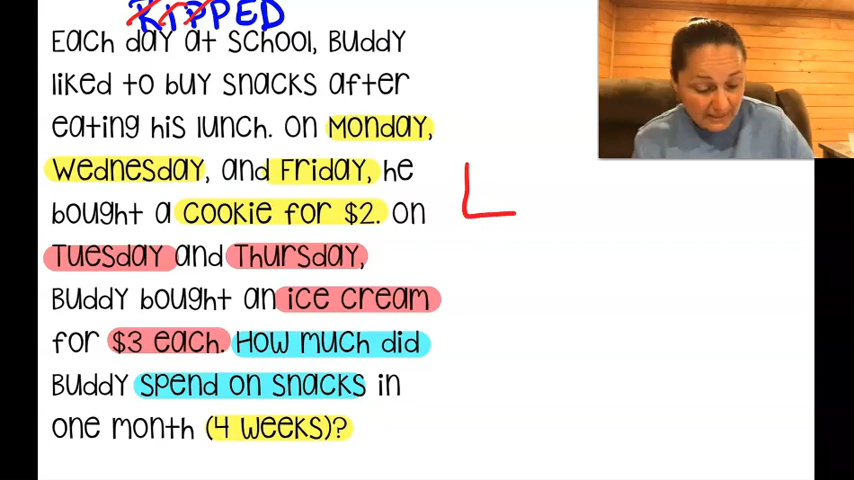 KIPPED
Each day at school, Buddy
liked to buy snacks after
eating his lunch. On Monday,
Wednesday, and Friday, he
bought a cookie for $2. On
Tuesday and Thursday,
Buddy bought an ice cream
for $3 each. How much did
Buddy spend on snacks in
one month (4 weeks)?